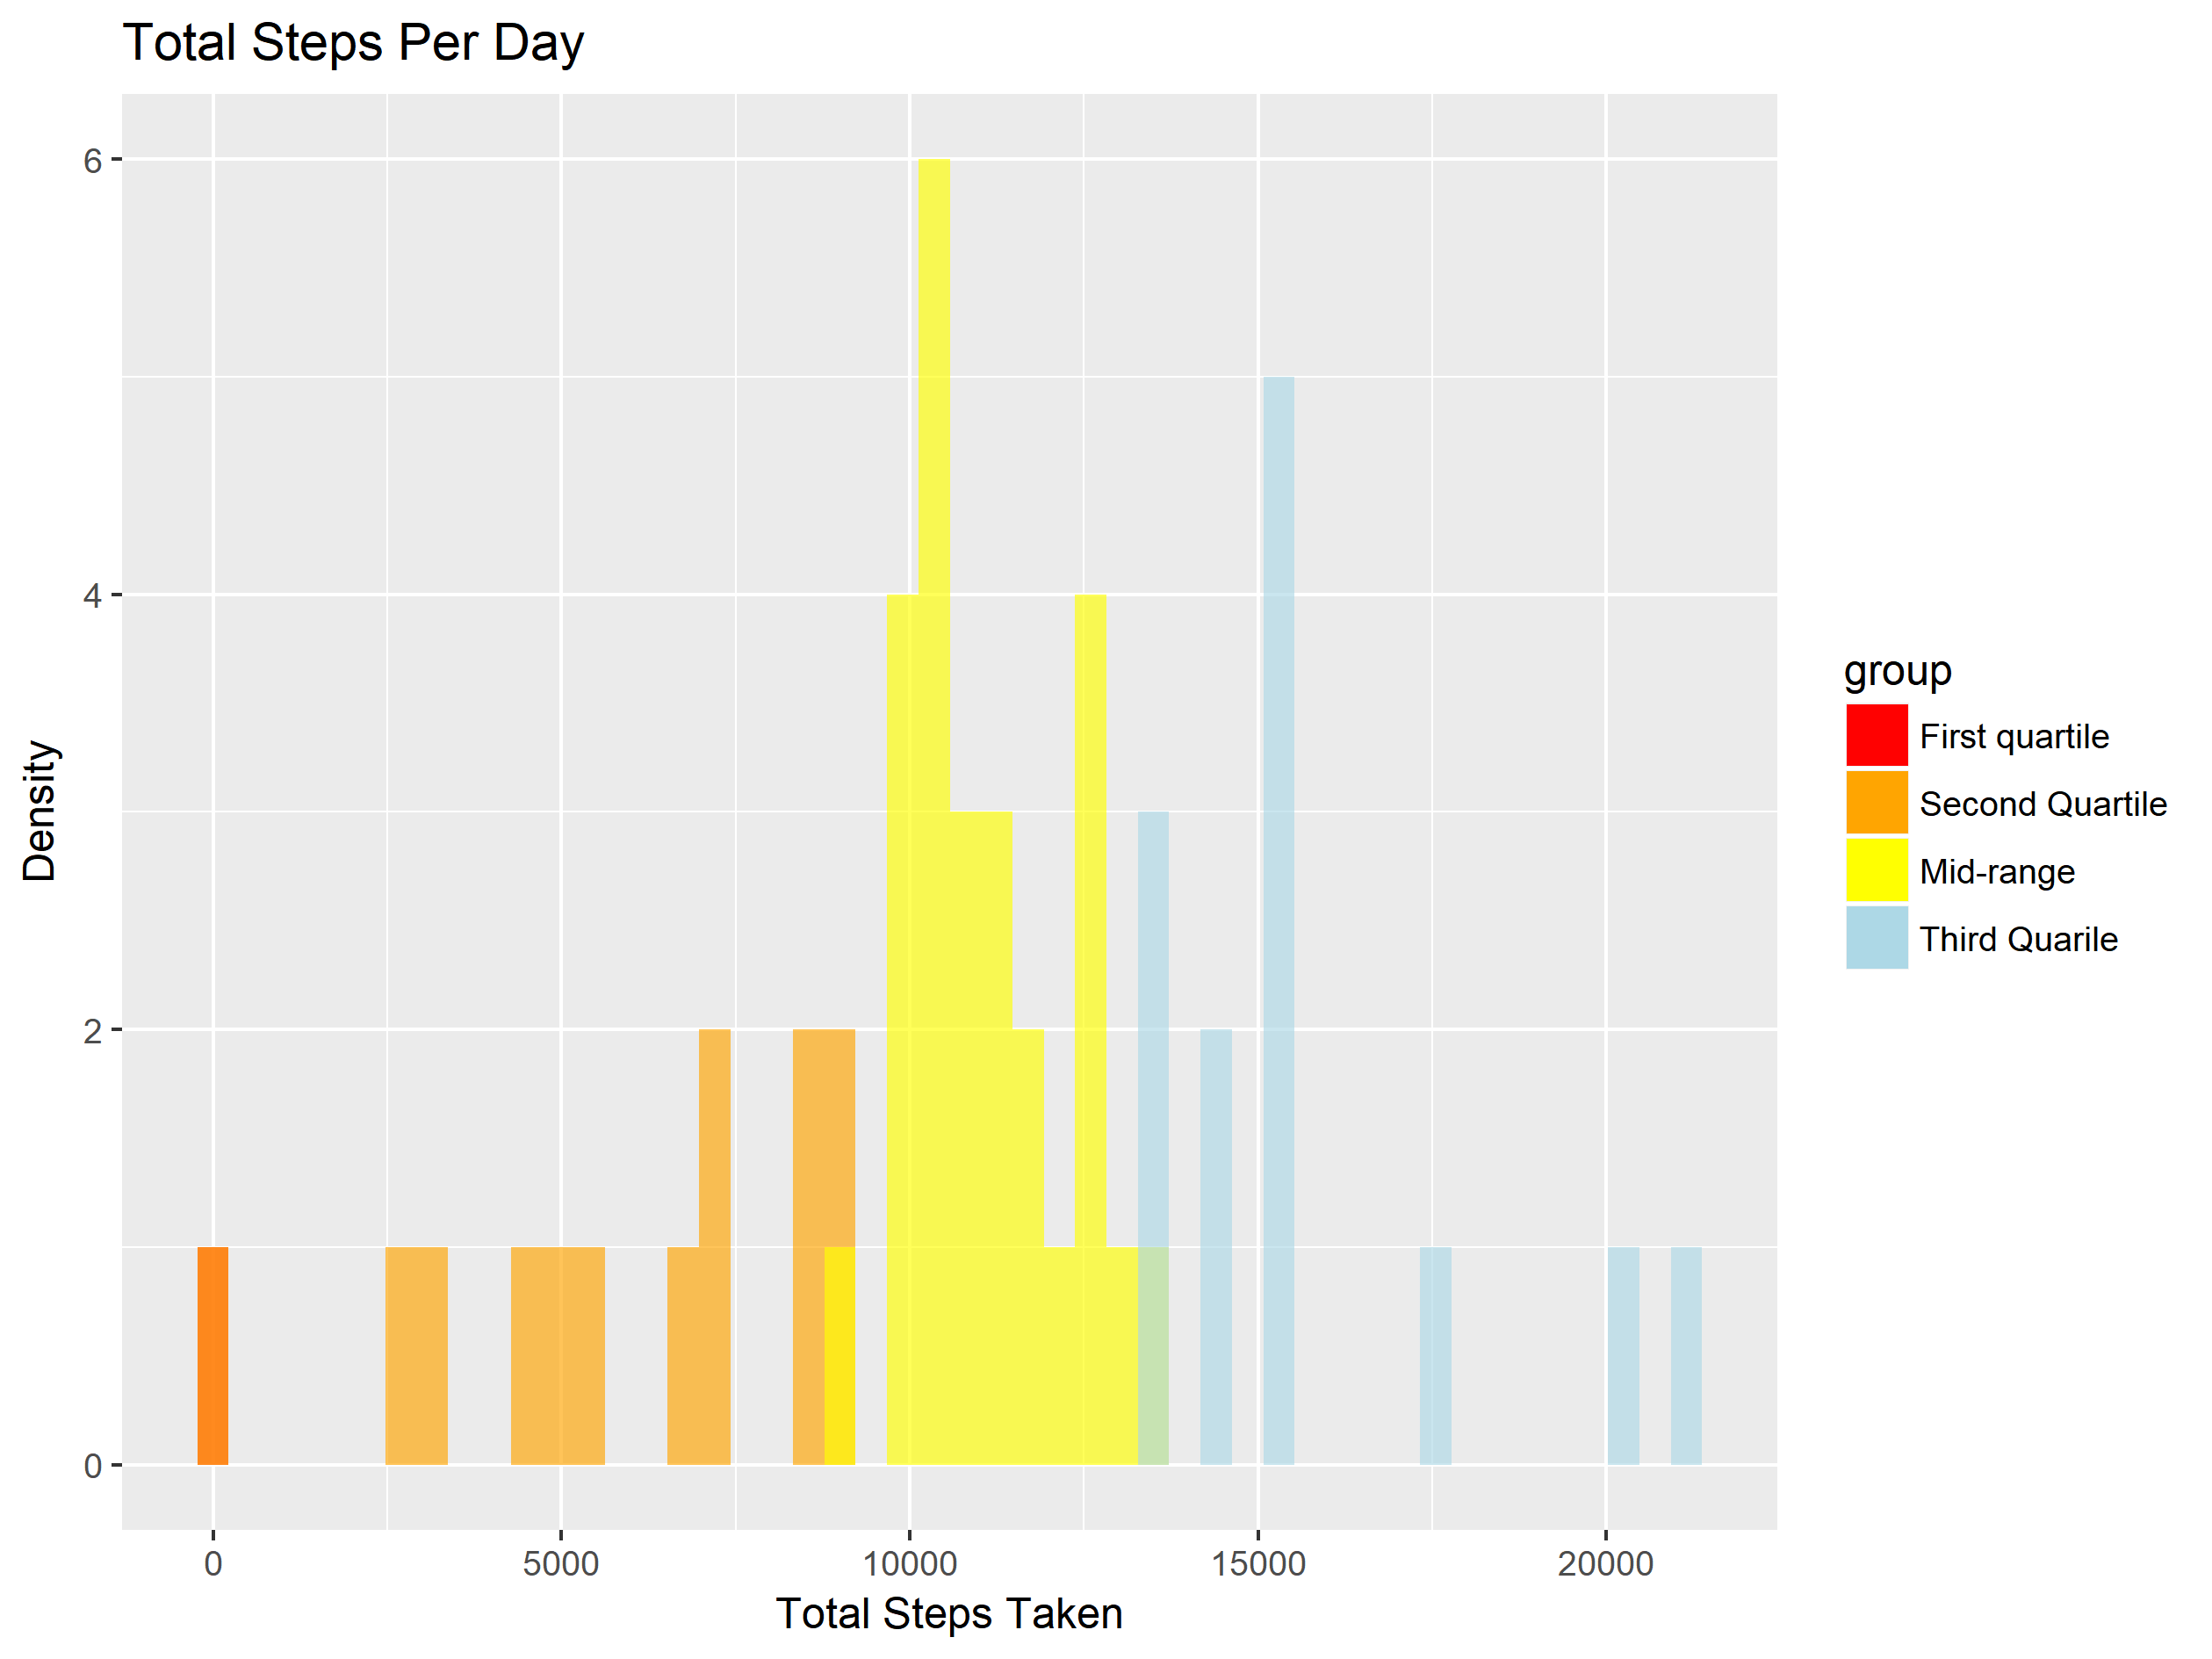 Total Steps Per Day
Density
6
4
2
0
0 5000 10000 15000 20000
Total Steps Taken
group
First quartile
Second Quartile
Mid-range
Third Quarile